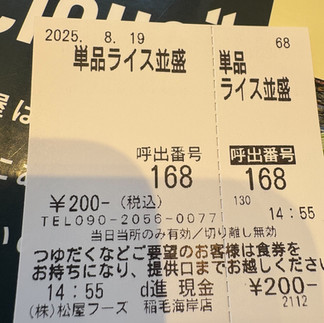 2025. 8. 19
単品ライス並盛
呼出番号
168
¥200-(税込)
TEL090-2056-0077
当日当所のみ有効/切り離し無効
つゆだくなどご要望のお客様は食券を
お持ちになり、提供口までお越しくださ
14:55 d進 現金
(株)松屋フーズ 稲毛海岸店
68
単品
ライス並盛
呼出番号
168
130
14:55
¥200-
2112
屋は